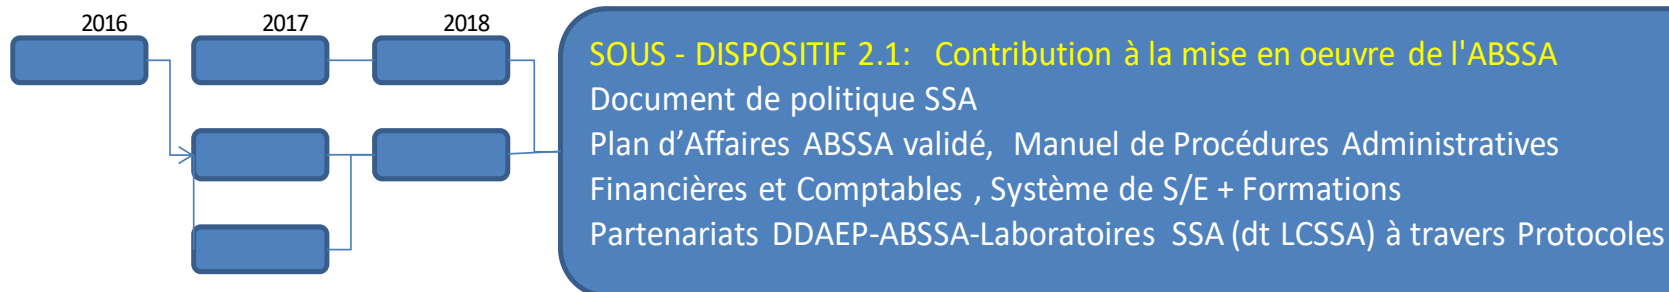 2016 2017 2018
SOUS - DISPOSITIF 2.1: Contribution à la mise en oeuvre de l'ABSSA
Document de politique SSA
Plan d’Affaires ABSSA validé, Manuel de Procédures Administratives
Financières et Comptables , Système de S/E + Formations
Partenariats DDAEP-ABSSA-Laboratoires SSA (dt LCSSA) à travers Protocoles